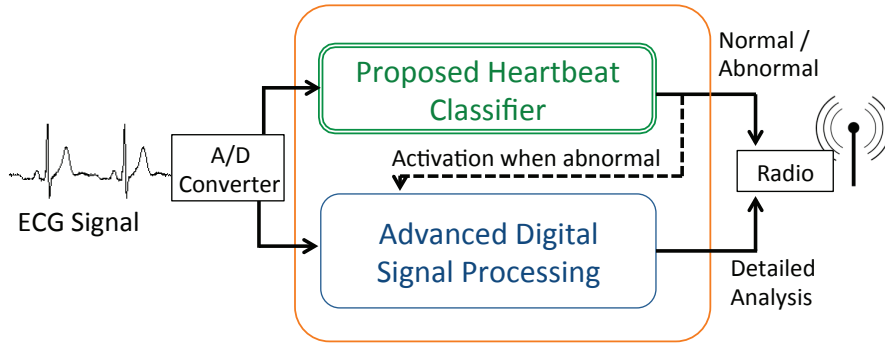 ECG Signal
A/D
Converter
Proposed Heartbeat
Classifier
Activation when abnormal
Advanced Digital
Signal Processing
Normal /
Abnormal
Radio
Detailed
Analysis